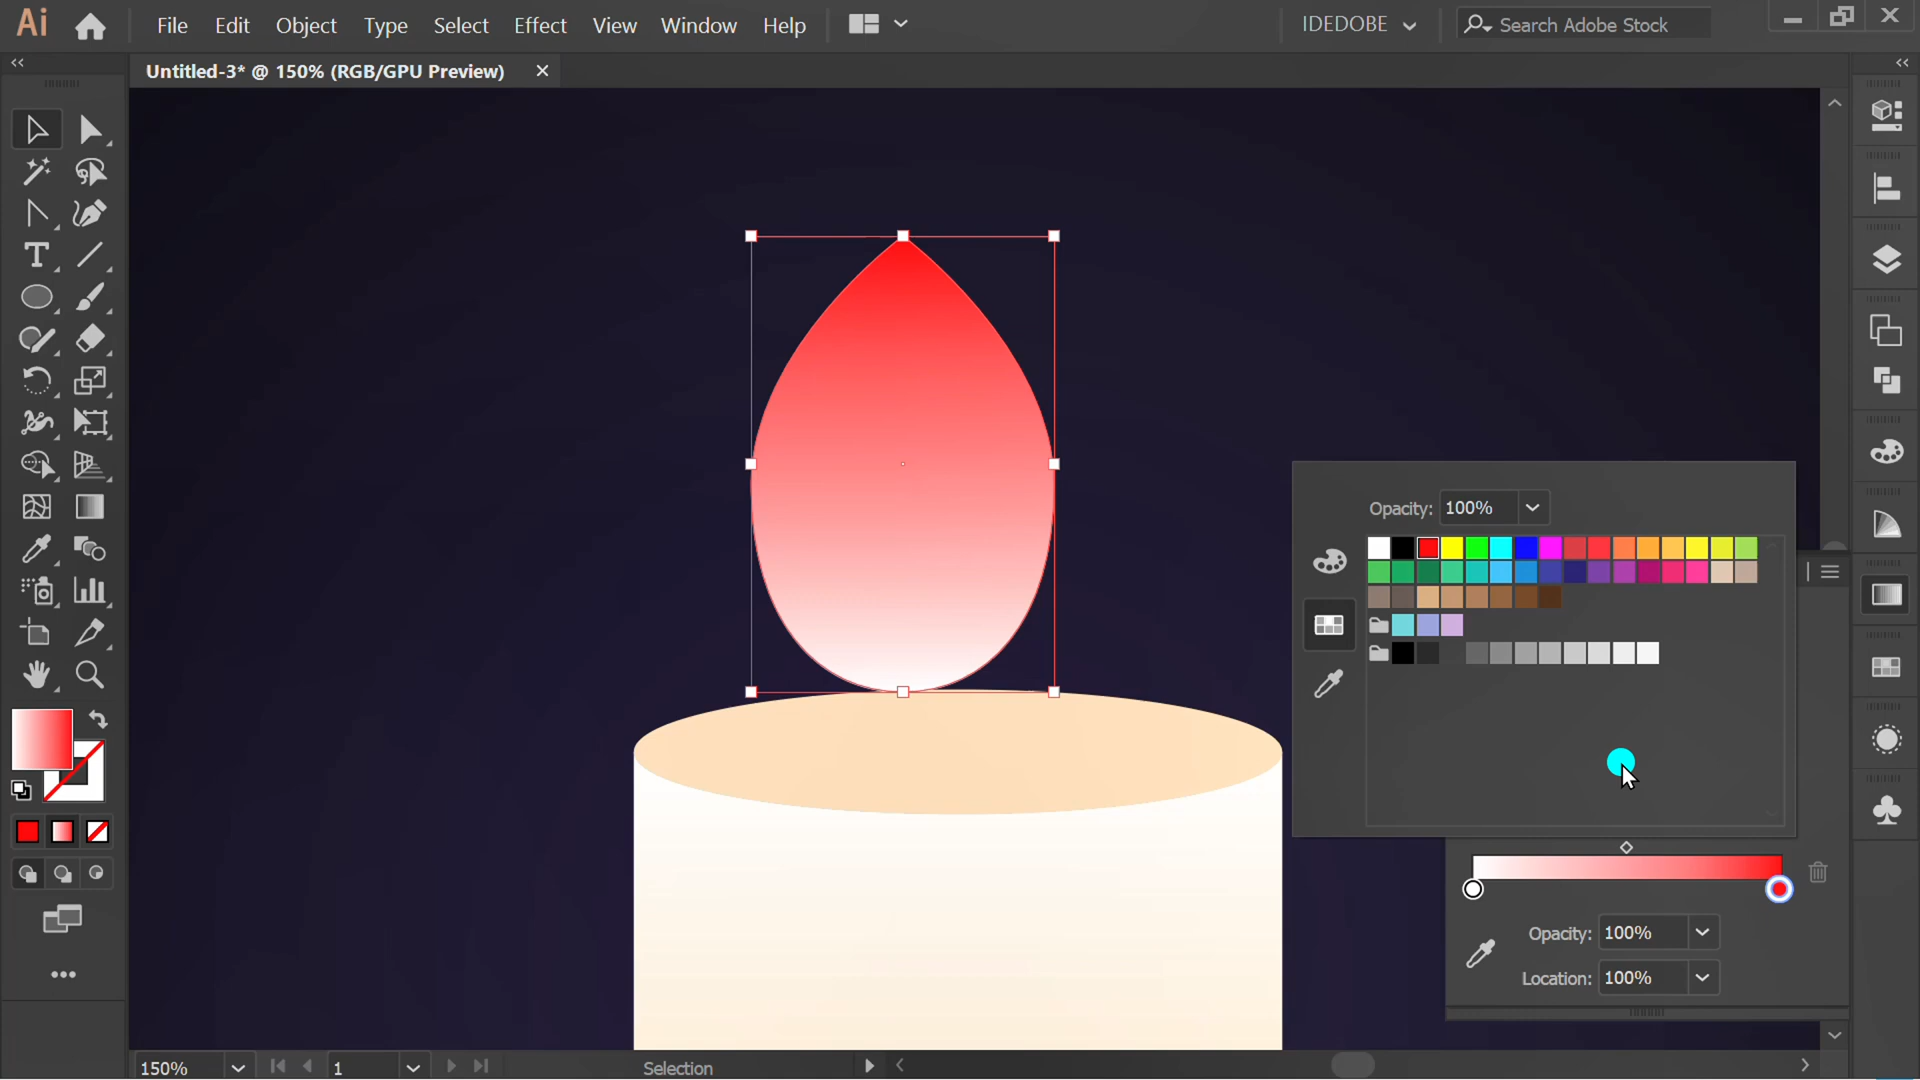 Ai File Edit Object Type Select Effect View Window Help IDEDOBE Search Adobe Stock
Untitled-3* @ 150% (RGB/GPU Preview)
T
Opacity: 100%
Opacity: 100%
Location: 100%
150% 1 Selection